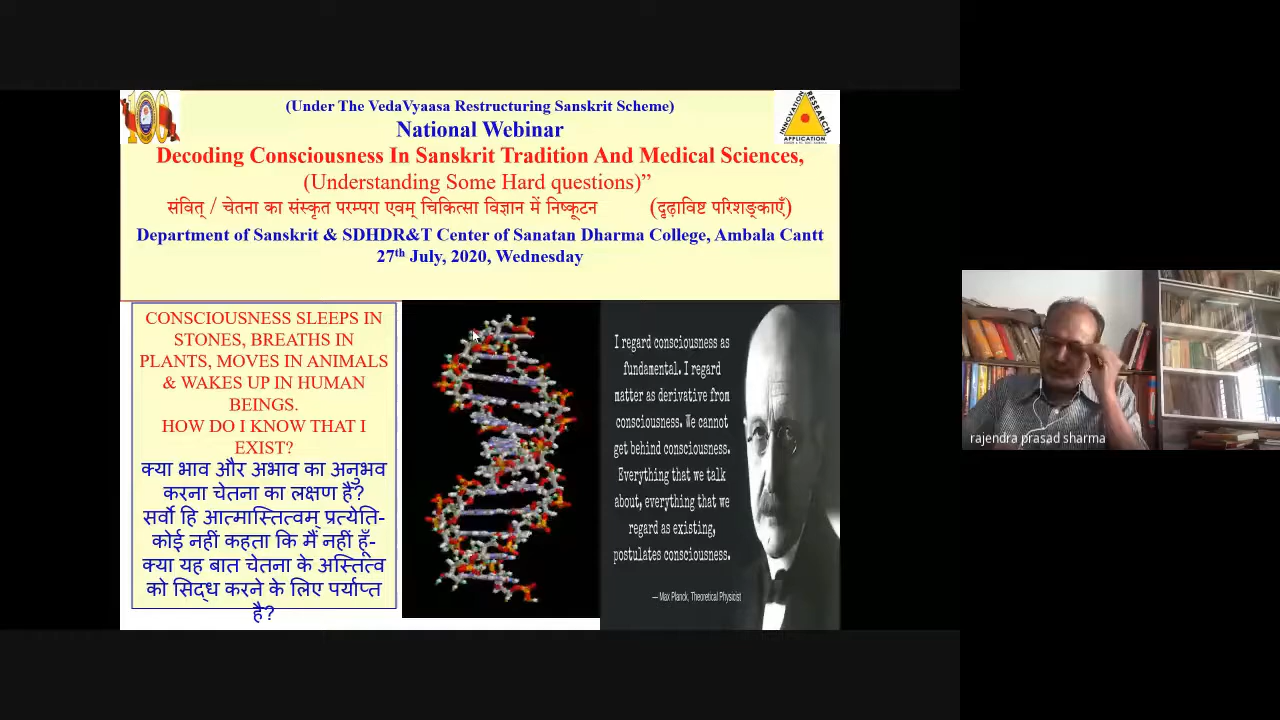 (Under The VedaVyaasa Restructuring Sanskrit Scheme)
National Webinar
Decoding Consciousness In Sanskrit Tradition And Medical Sciences,
(Understanding Some Hard questions)”
संवित् / चेतना का संस्कृत परम्परा एवम् चिकित्सा विज्ञान में निष्कूटन (दृढ़ाविष्ट परिशङ्काएँ)
Department of Sanskrit & SDHDR&T Center of Sanatan Dharma College, Ambala Cantt
27th July, 2020, Wednesday
100
INNOVATION
RESEARCH
APPLICATION
CONSCIOUSNESS SLEEPS IN
STONES, BREATHS IN
PLANTS, MOVES IN ANIMALS
& WAKES UP IN HUMAN
BEINGS.
HOW DO I KNOW THAT I
EXIST?
क्या भाव और अभाव का अनुभव
करना चेतना का लक्षण है?
सर्वो हि आत्मास्तित्वम् प्रत्येति-
कोई नहीं कहता कि मैं नहीं हूँ-
क्या यह बात चेतना के अस्तित्व
को सिद्ध करने के लिए पर्याप्त
है?
I regard consciousness as
fundamental. I regard
matter as derivative from
consciousness. We cannot
get behind consciousness.
Everything that we talk
about, everything that we
regard as existing,
postulates consciousness.
— Max Planck, Theoretical Physicist
rajendra prasad sharma